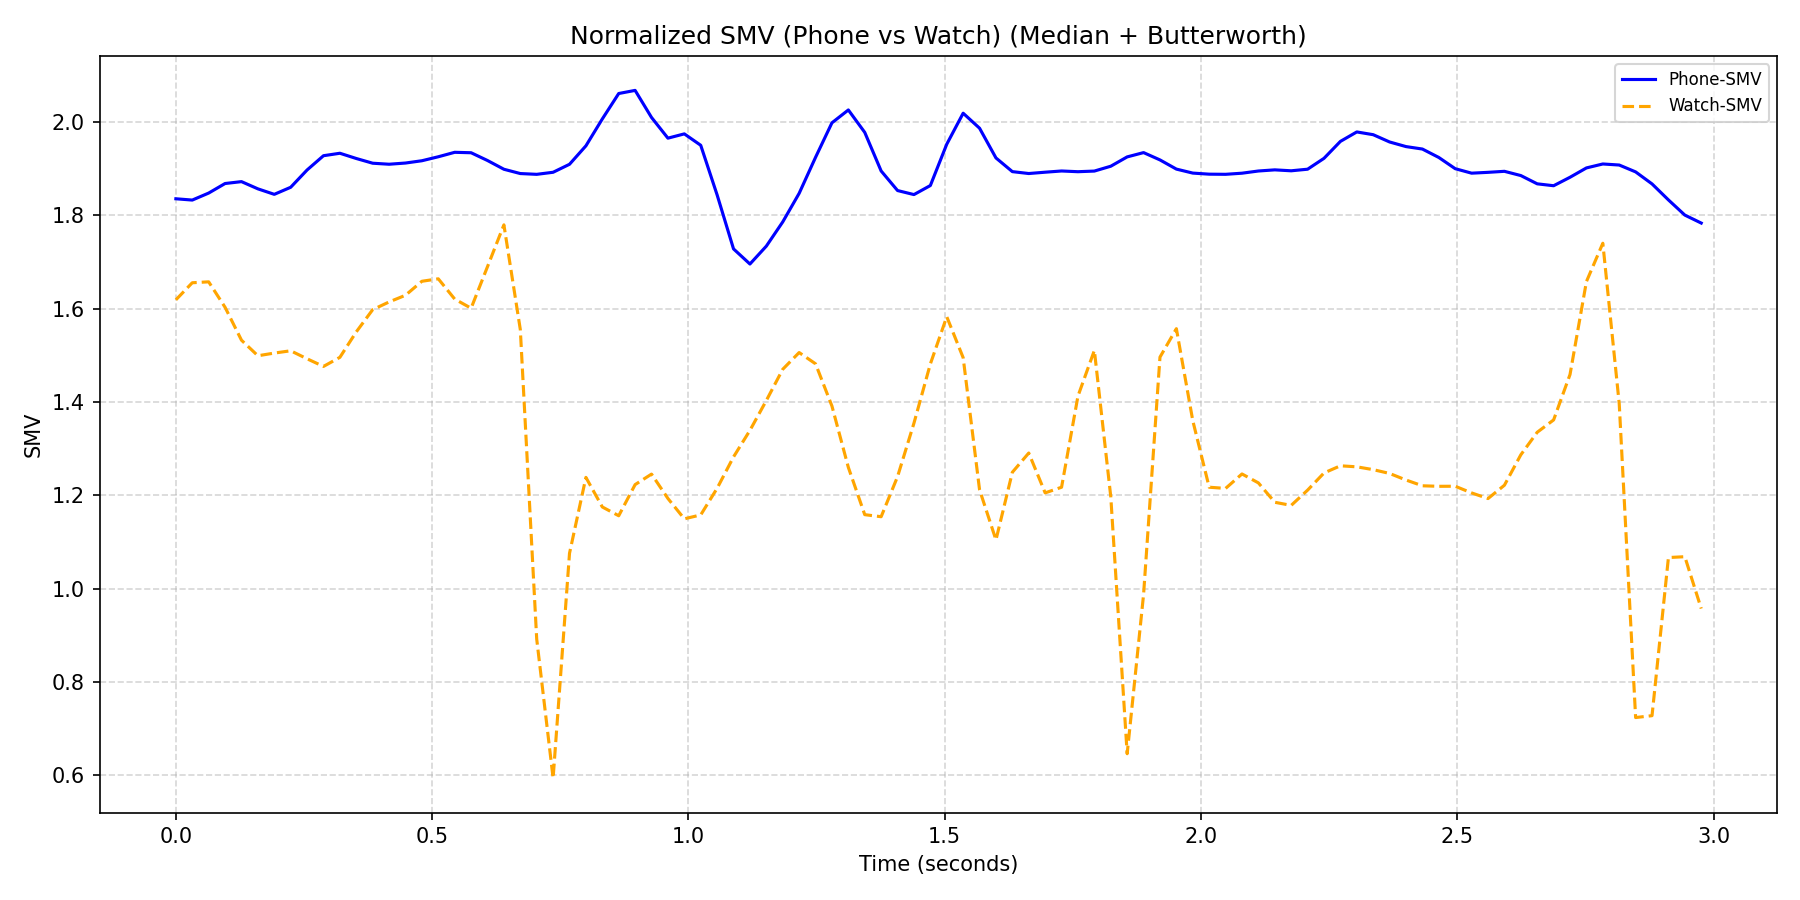 Normalized SMV (Phone vs Watch) (Median + Butterworth)
Phone-SMV
Watch-SMV
2.0
1.8
1.6
1.4
1.2
1.0
0.8
0.6
SMV
0.0 0.5 1.0 1.5 2.0 2.5 3.0
Time (seconds)